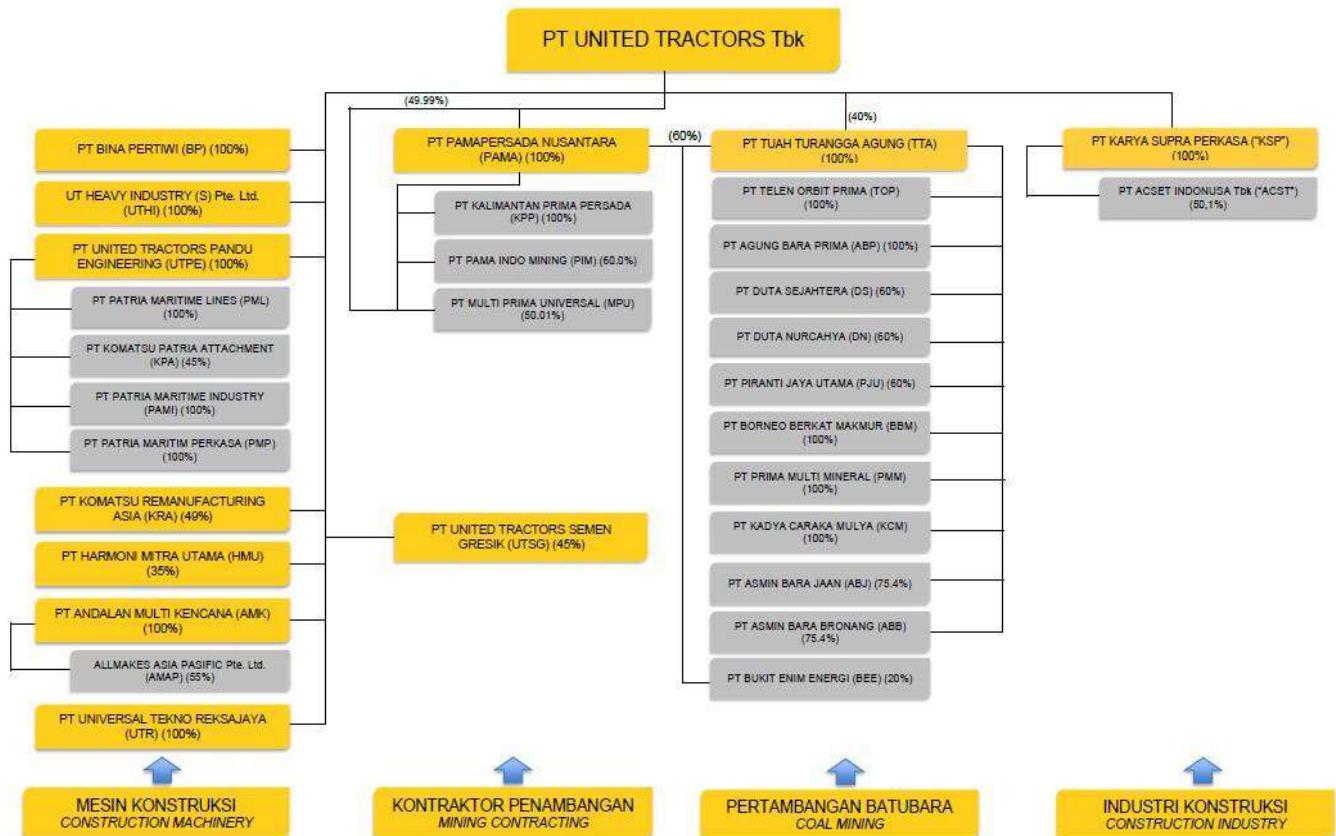 PT UNITED TRACTORS Tbk
(49.99%)
(40%)
(60%)
PT BINA PERTIWI (BP) (100%)
UT HEAVY INDUSTRY (S) Pte. Ltd.
(UTHI) (100%)
PT UNITED TRACTORS PANDU
ENGINEERING (UTPE) (100%)
PT PATRIA MARITIME LINES (PML)
(100%)
PT KOMATSU PATRIA ATTACHMENT
(KPA) (45%)
PT PATRIA MARITIME INDUSTRY
(PAMI) (100%)
PT PATRIA MARITIM PERKASA (PMP)
(100%)
PT KOMATSU REMANUFACTURING
ASIA (KRA) (49%)
PT HARMONI MITRA UTAMA (HMU)
(35%)
PT ANDALAN MULTI KENCANA (AMK)
(100%)
ALLMAKES ASIA PASIFIC Pte. Ltd.
(AMAP) (55%)
PT UNIVERSAL TEKNO REKSAJAYA
(UTR) (100%)
PT PAMAPERSADA NUSANTARA
(PAMA) (100%)
PT KALIMANTAN PRIMA PERSADA
(KPP) (100%)
PT PAMA INDO MINING (PIM) (60.0%)
PT MULTI PRIMA UNIVERSAL (MPU)
(50.01%)
PT UNITED TRACTORS SEMEN
GRESIK (UTSG) (45%)
PT TUAH TURANGGA AGUNG (TTA)
(100%)
PT TELEN ORBIT PRIMA (TOP)
(100%)
PT AGUNG BARA PRIMA (ABP) (100%)
PT DUTA SEJAHTERA (DS) (60%)
PT DUTA NURCAHYA (DN) (60%)
PT PIRANTI JAYA UTAMA (PJU) (60%)
PT BORNEO BERKAT MAKMUR (BBM)
(100%)
PT PRIMA MULTI MINERAL (PMM)
(100%)
PT KADYA CARAKA MULYA (KCM)
(100%)
PT ASMIN BARA JAAN (ABJ) (75.4%)
PT ASMIN BARA BRONANG (ABB)
(75.4%)
PT BUKIT ENIM ENERGI (BEE) (20%)
PT KARYA SUPRA PERKASA ("KSP")
(100%)
PT ACSET INDONUSA Tbk ("ACST")
(50,1%)
MESIN KONSTRUKSI
CONSTRUCTION MACHINERY
KONTRAKTOR PENAMBANGAN
MINING CONTRACTING
PERTAMBANGAN BATUBARA
COAL MINING
INDUSTRI KONSTRUKSI
CONSTRUCTION INDUSTRY